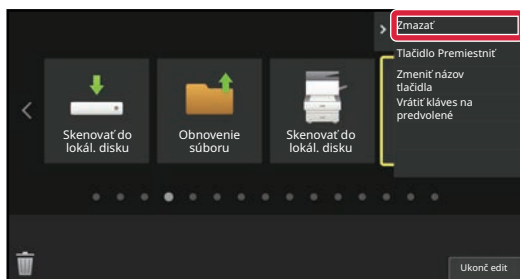 Zmazať
Tlačidlo Premiestniť
Zmeniť názov
tlačidla
Vrátiť kláves na
predvolené
Skenovať do
lokál. disku
Obnovenie
súboru
Skenovať do
lokál. disku
Ukonč edit